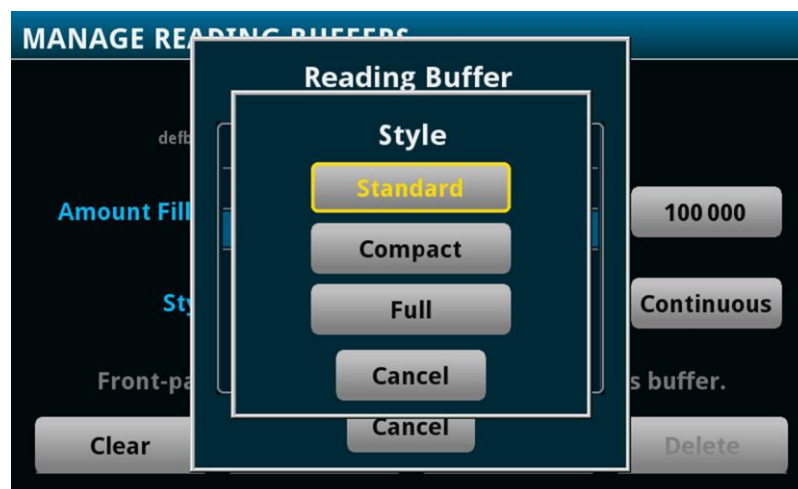 MANAGE REA
Reading Buffer
Style
defb
Standard
Amount Fill
100 000
Compact
Full
Continuous
Cancel
Front-pa
s buffer.
Cancel
Clear
Delete